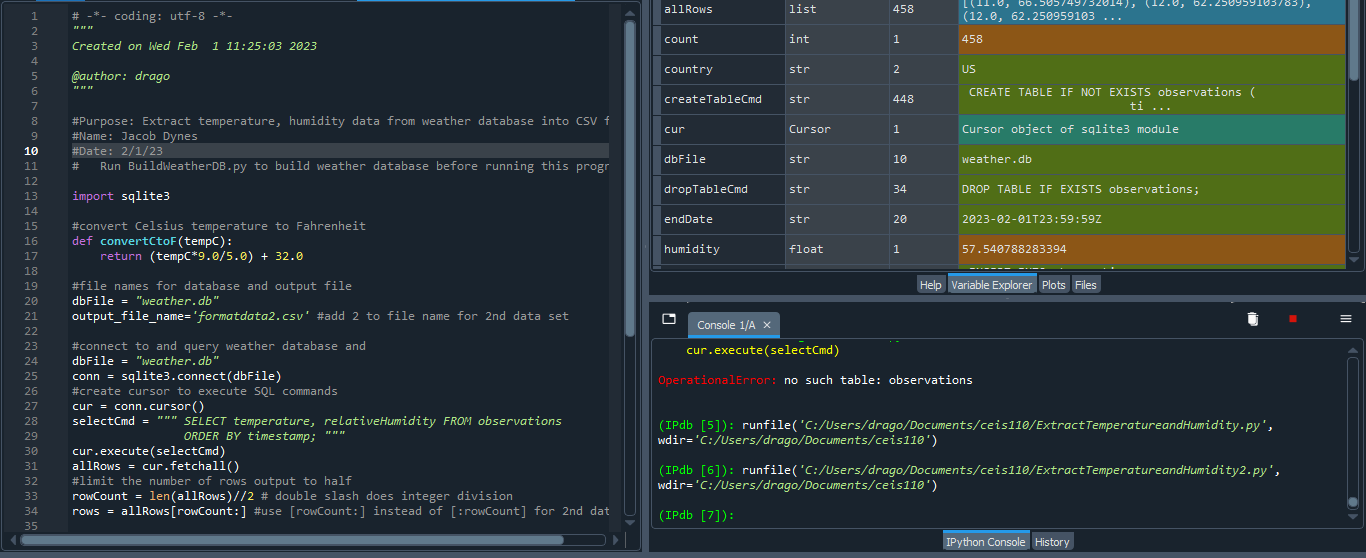 1 # -*- coding: utf-8 -*-
2 """
3 Created on Wed Feb  1 11:25:03 2023
4
5 @author: drago
6 """
7
8 #Purpose: Extract temperature, humidity data from weather database into CSV f
9 #Name: Jacob Dynes
10 #Date: 2/1/23
11 #   Run BuildWeatherDB.py to build weather database before running this progr
12
13 import sqlite3
14
15 #convert Celsius temperature to Fahrenheit
16 def convertCtoF(tempC):
17     return (tempC*9.0/5.0) + 32.0
18
19 #file names for database and output file
20 dbFile = "weather.db"
21 output_file_name='formatdata2.csv' #add 2 to file name for 2nd data set
22
23 #connect to and query weather database and
24 dbFile = "weather.db"
25 conn = sqlite3.connect(dbFile)
26 #create cursor to execute SQL commands
27 cur = conn.cursor()
28 selectCmd = """ SELECT temperature, relativeHumidity FROM observations
29                 ORDER BY timestamp; """
30 cur.execute(selectCmd)
31 allRows = cur.fetchall()
32 #limit the number of rows output to half
33 rowCount = len(allRows)//2 # double slash does integer division
34 rows = allRows[rowCount:] #use [rowCount:] instead of [:rowCount] for 2nd dat
35
allRows list 458 [(11.0, 66.505749732014), (12.0, 62.250959103783),
(12.0, 62.250959103 ...
count int 1 458
country str 2 US
createTableCmd str 448 CREATE TABLE IF NOT EXISTS observations (
ti ...
cur Cursor 1 Cursor object of sqlite3 module
dbFile str 10 weather.db
dropTableCmd str 34 DROP TABLE IF EXISTS observations;
endDate str 20 2023-02-01T23:59:59Z
humidity float 1 57.540788283394
Help Variable Explorer Plots Files
Console 1/A
cur.execute(selectCmd)
OperationalError: no such table: observations
(IPdb [5]): runfile('C:/Users/drago/Documents/ceis110/ExtractTemperatureandHumidity.py',
wdir='C:/Users/drago/Documents/ceis110')
(IPdb [6]): runfile('C:/Users/drago/Documents/ceis110/ExtractTemperatureandHumidity2.py',
wdir='C:/Users/drago/Documents/ceis110')
(IPdb [7]):
IPython Console History